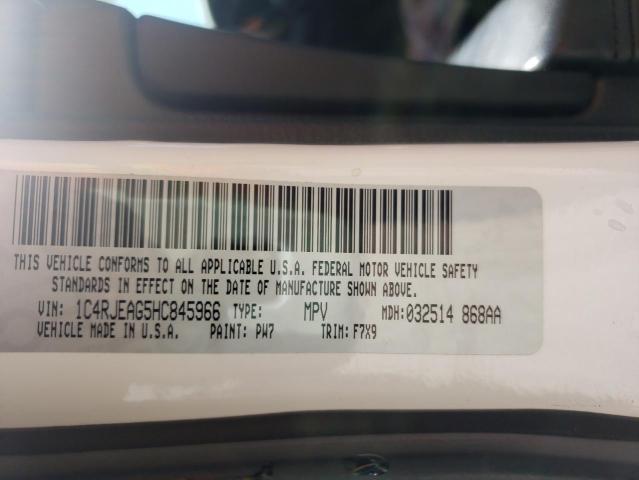 THIS VEHICLE CONFORMS TO ALL APPLICABLE U.S.A. FEDERAL MOTOR VEHICLE SAFETY
STANDARDS IN EFFECT ON THE DATE OF MANUFACTURE SHOWN ABOVE.
VIN: 1C4RJEAG5HC845966 TYPE: MPV MDH: 032514 868AA
VEHICLE MADE IN U.S.A. PAINT: PW7 TRIM: F7X9